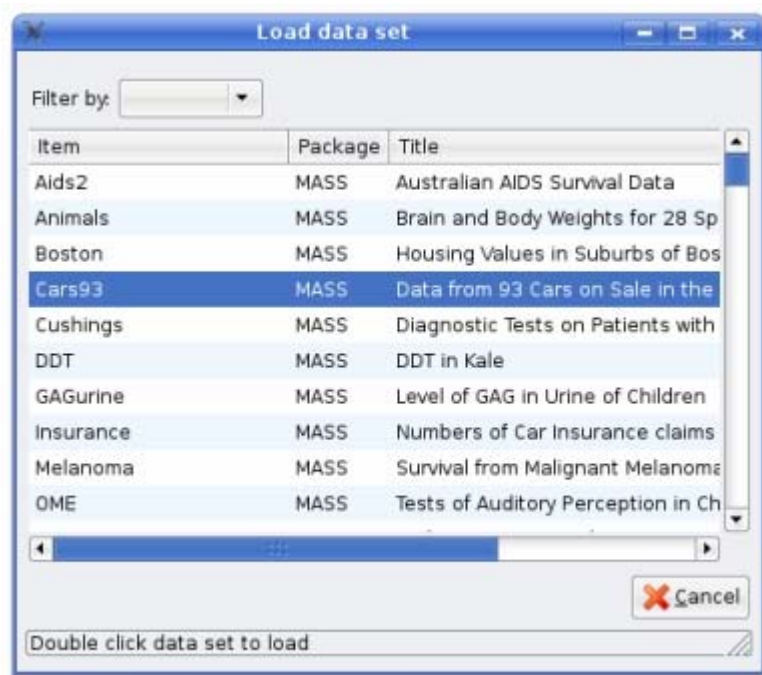 Load data set
Filter by:
Item Package Title
Aids2 MASS Australian AIDS Survival Data
Animals MASS Brain and Body Weights for 28 Sp
Boston MASS Housing Values in Suburbs of Bos
Cars93 MASS Data from 93 Cars on Sale in the
Cushings MASS Diagnostic Tests on Patients with
DDT MASS DDT in Kale
GAGurine MASS Level of GAG in Urine of Children
Insurance MASS Numbers of Car Insurance claims
Melanoma MASS Survival from Malignant Melanoma
OME MASS Tests of Auditory Perception in Ch
Cancel
Double click data set to load